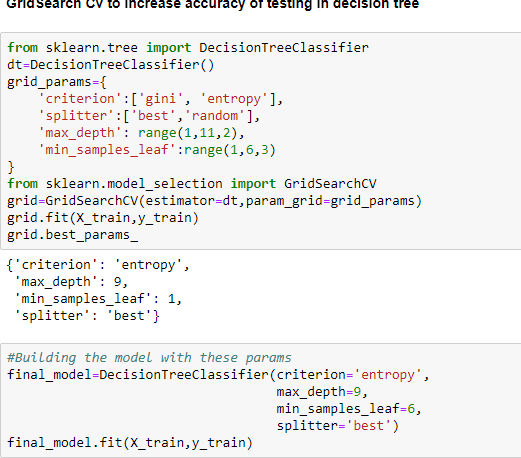 GridSearch CV to increase accuracy of testing in decision tree
from sklearn.tree import DecisionTreeClassifier
dt=DecisionTreeClassifier()
grid_params={
    'criterion':['gini', 'entropy'],
    'splitter':['best','random'],
    'max_depth': range(1,11,2),
    'min_samples_leaf':range(1,6,3)
}
from sklearn.model_selection import GridSearchCV
grid=GridSearchCV(estimator=dt,param_grid=grid_params)
grid.fit(X_train,y_train)
grid.best_params_
{'criterion': 'entropy',
 'max_depth': 9,
 'min_samples_leaf': 1,
 'splitter': 'best'}
#Building the model with these params
final_model=DecisionTreeClassifier(criterion='entropy',
                                   max_depth=9,
                                   min_samples_leaf=6,
                                   splitter='best')
final_model.fit(X_train,y_train)